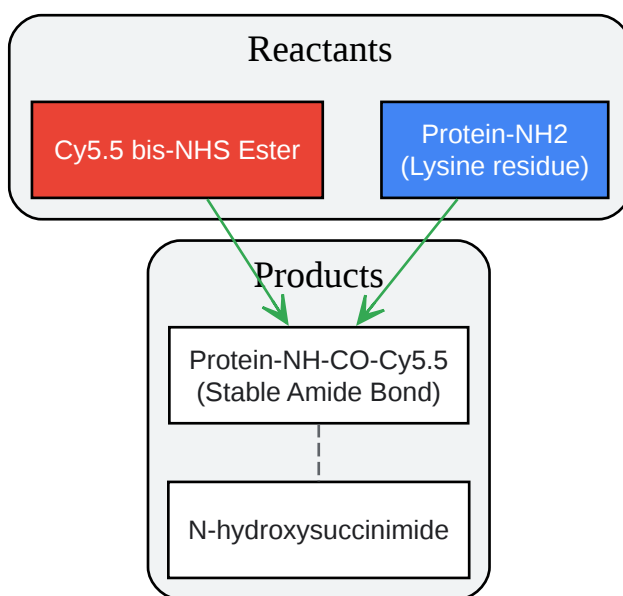 Reactants
Cy5.5 bis-NHS Ester
Protein-NH2
(Lysine residue)
Products
Protein-NH-CO-Cy5.5
(Stable Amide Bond)
N-hydroxysuccinimide